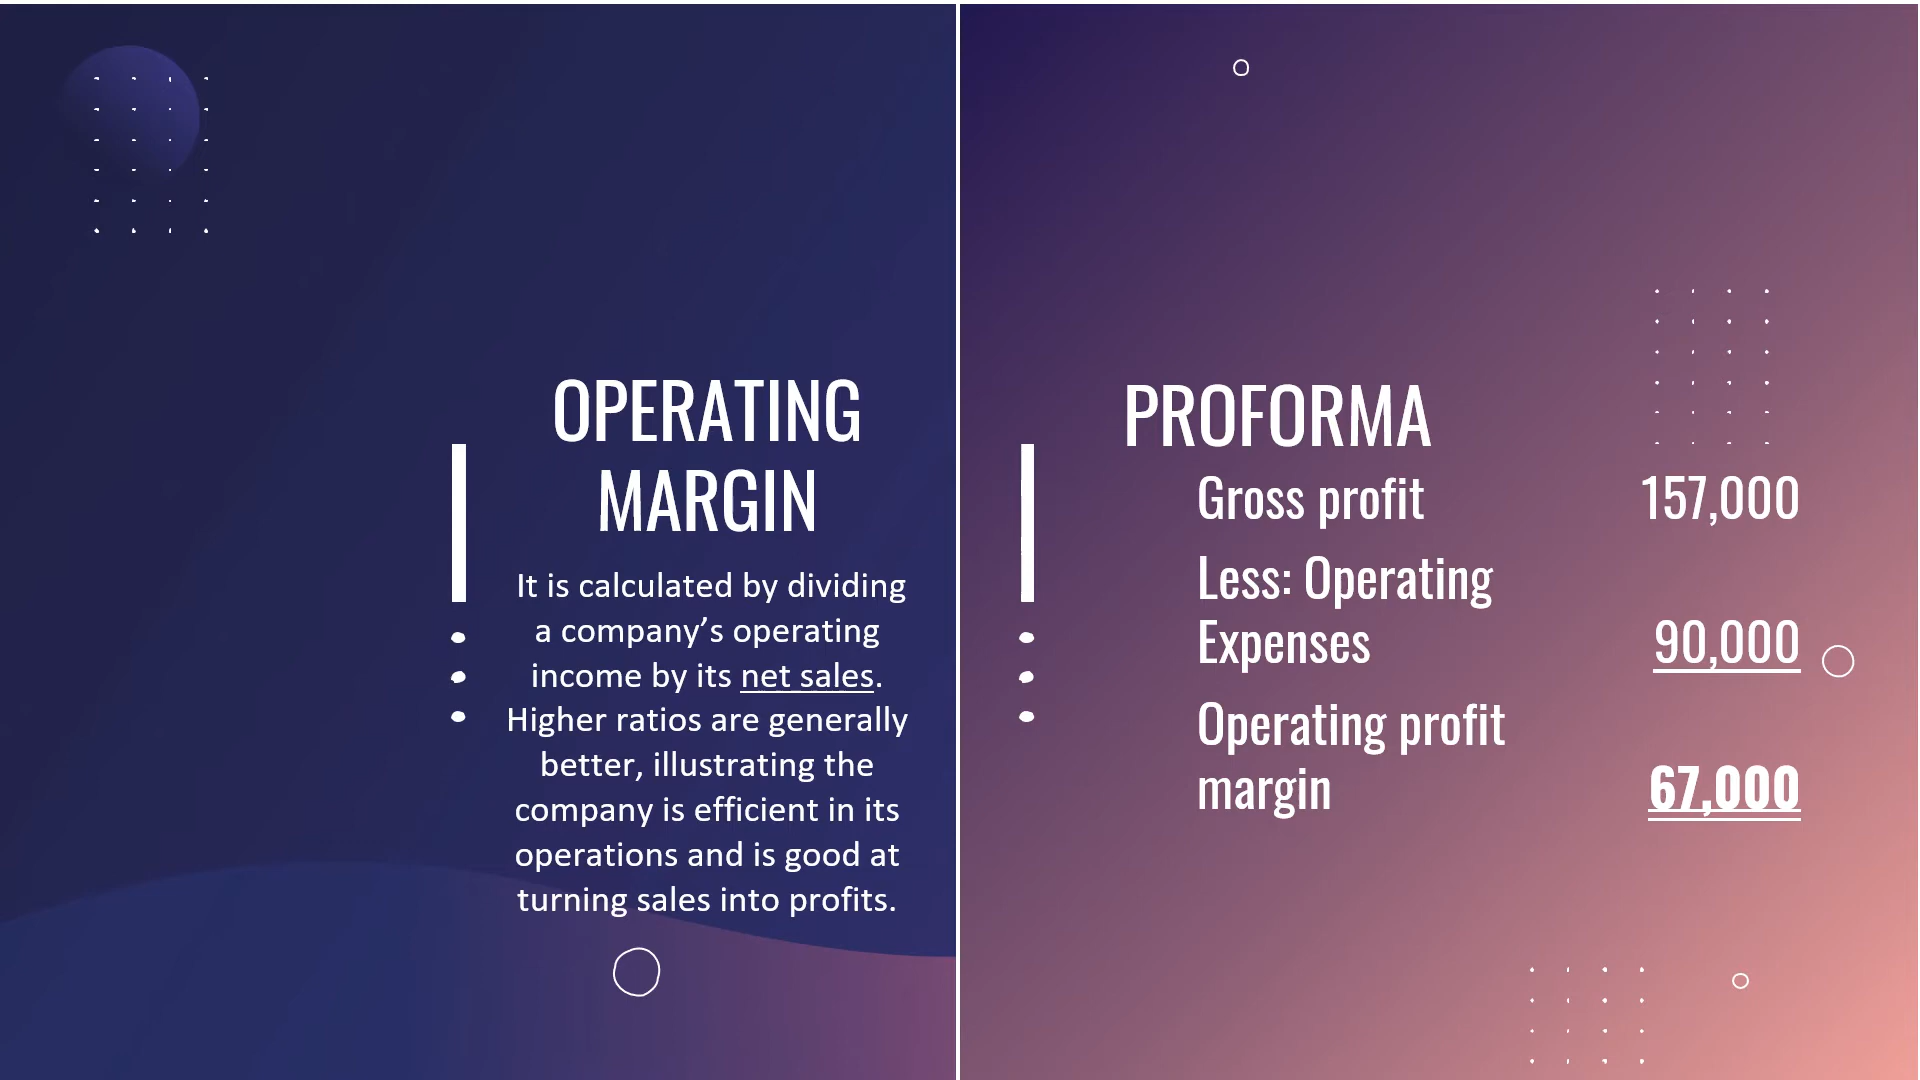 OPERATING
MARGIN
It is calculated by dividing
a company’s operating
income by its net sales.
Higher ratios are generally
better, illustrating the
company is efficient in its
operations and is good at
turning sales into profits.
PROFORMA
Gross profit 157,000
Less: Operating
Expenses 90,000
Operating profit
margin 67,000